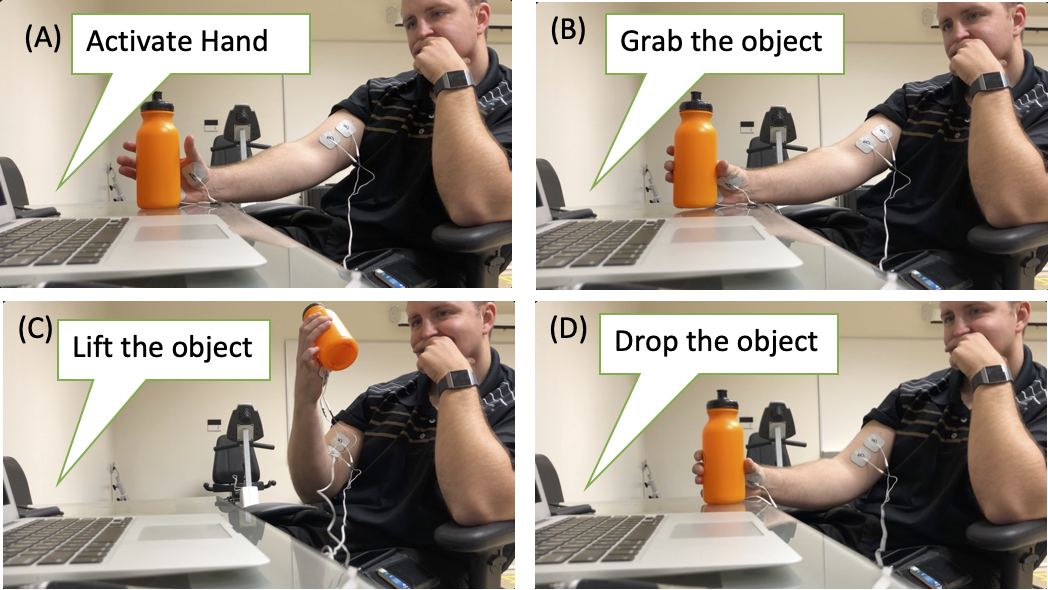 (A)
Activate Hand
(B)
Grab the object
(C)
Lift the object
(D)
Drop the object